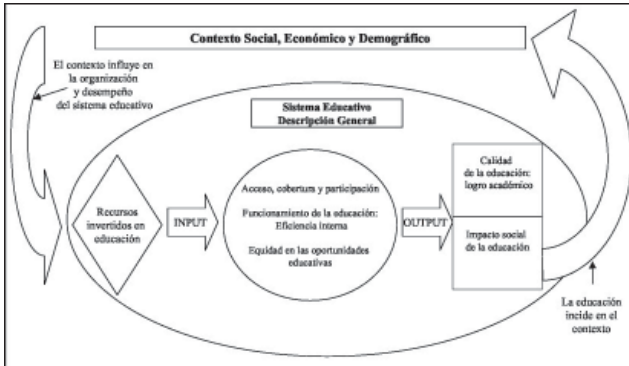 Contexto Social, Económico y Demográfico
El contexto influye en
la organización
y desempeño
del sistema educativo
Sistema Educativo
Descripción General
Recursos
invertidos en
educación
INPUT
Acceso, cobertura y participación
Funcionamiento de la educación:
Eficiencia interna
Equidad en las oportunidades
educativas
OUTPUT
Calidad
de la educación:
logro académico
Impacto social
de la educación
La educación
incide en el
contexto